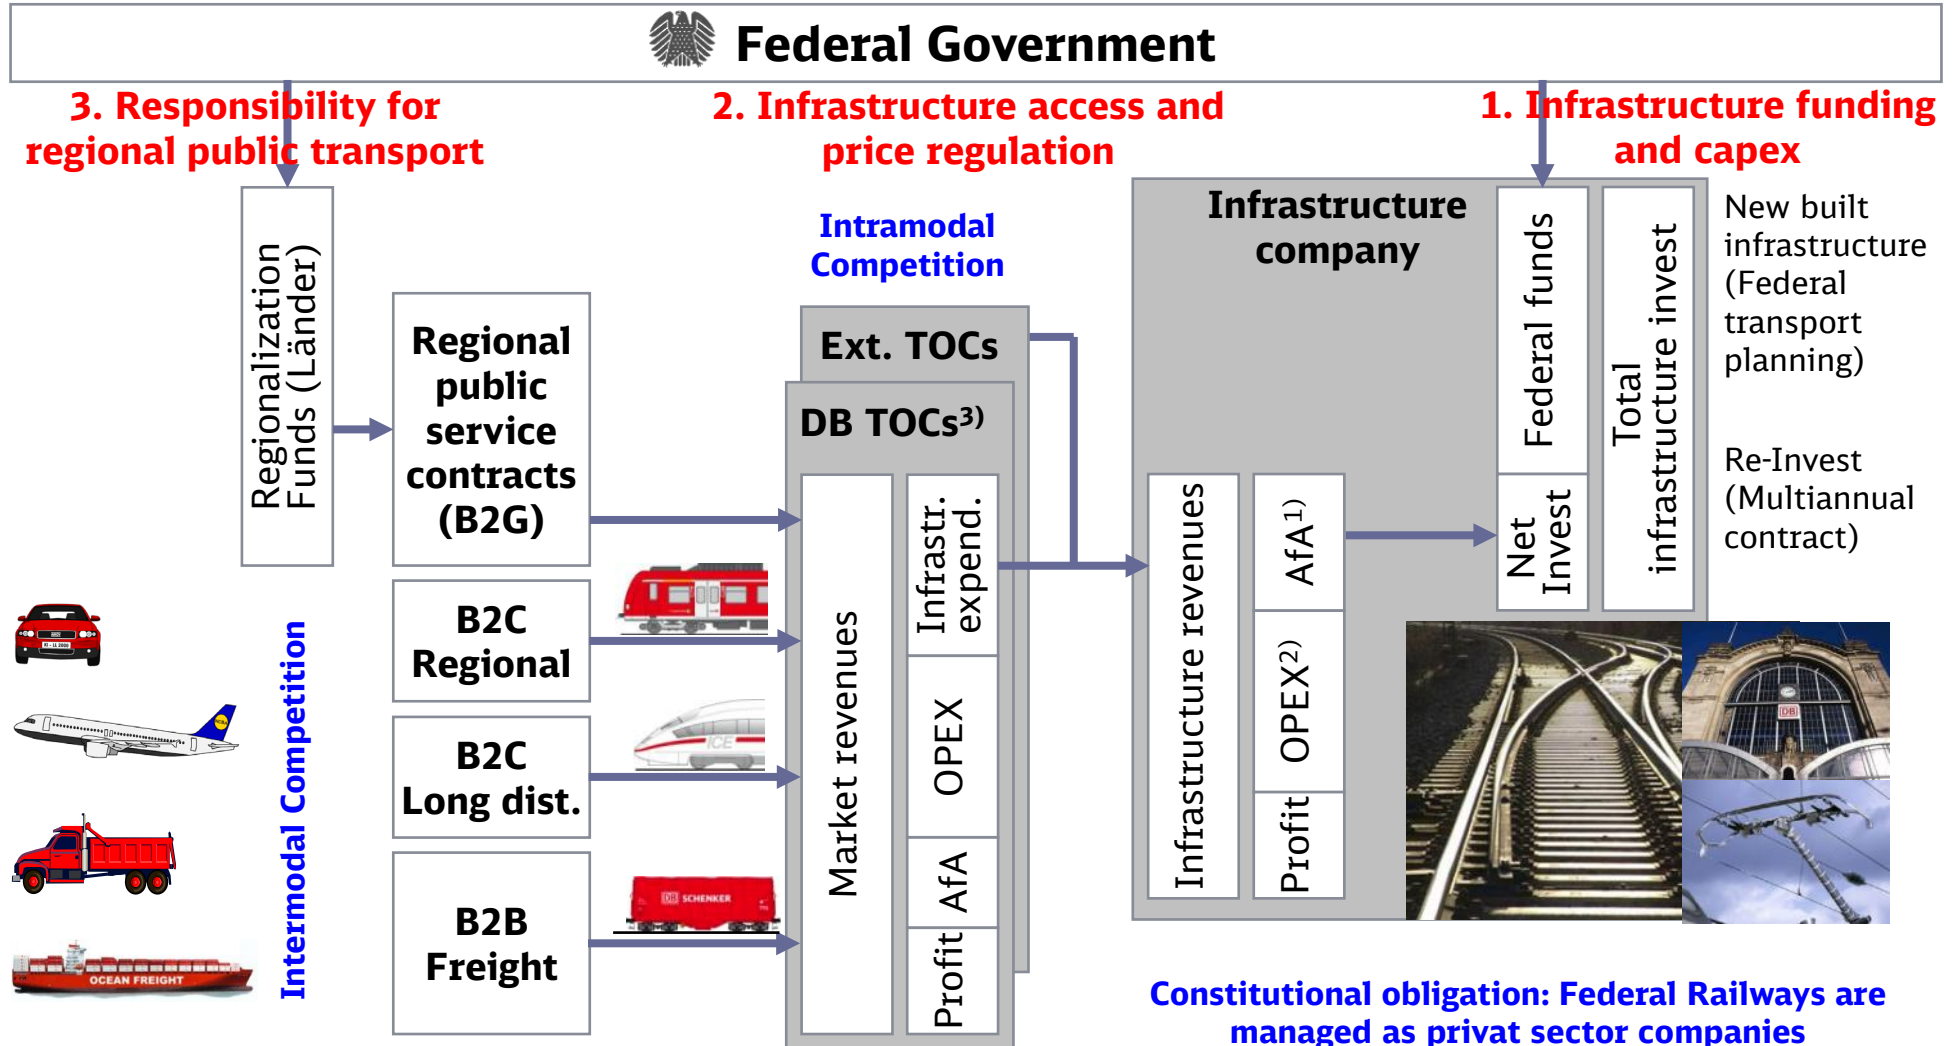 Federal Government
3. Responsibility for
regional public transport
2. Infrastructure access and
price regulation
1. Infrastructure funding
and capex
Regionalization
Funds (Länder)
Regional
public
service
contracts
(B2G)
B2C
Regional
B2C
Long dist.
B2B
Freight
Intermodal Competition
OCEAN FREIGHT
ICE
DB SCHENKER
Intramodal
Competition
Ext. TOCs
DB TOCs3)
Market revenues
Infrastr.
expend.
OPEX
AfA
Profit
Infrastructure
company
Infrastructure revenues
AfA1)
OPEX2)
Profit
Federal funds
Net
Invest
Total
infrastructure invest
New built
infrastructure
(Federal
transport
planning)
Re-Invest
(Multiannual
contract)
DB
Constitutional obligation: Federal Railways are
managed as privat sector companies